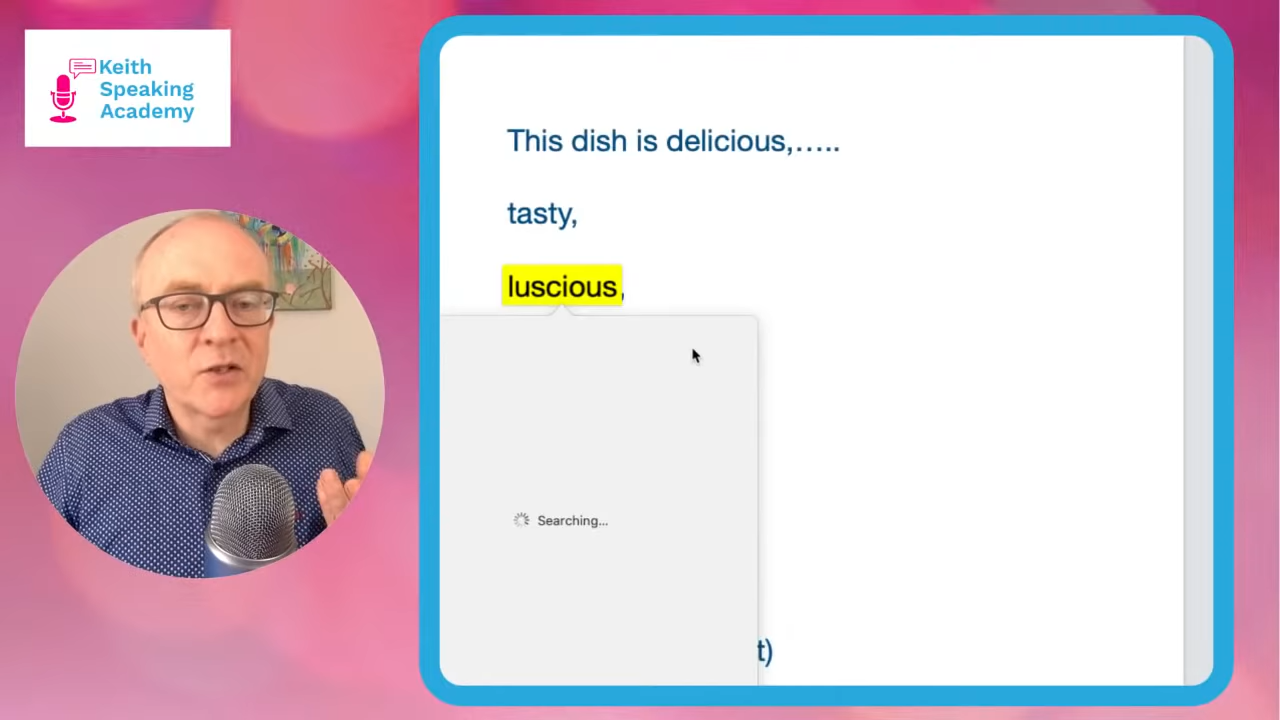 Keith
Speaking
Academy
This dish is delicious,.....
tasty,
luscious,
Searching...
t)